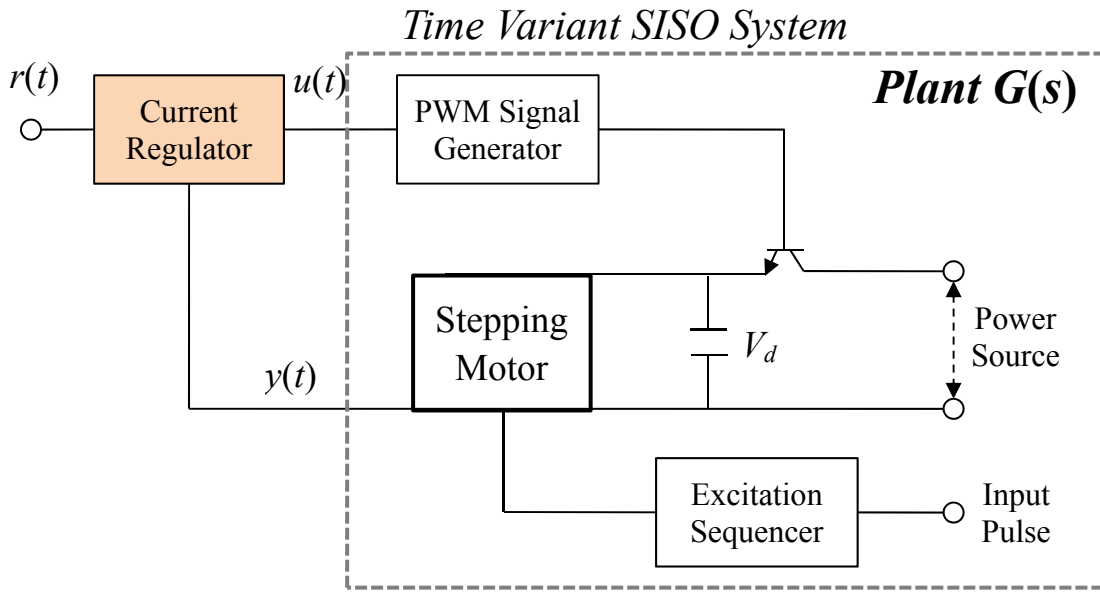 Time Variant SISO System
r(t)
Current
Regulator
u(t)
PWM Signal
Generator
Plant G(s)
Stepping
Motor
V_d
Power
Source
y(t)
Excitation
Sequencer
Input
Pulse